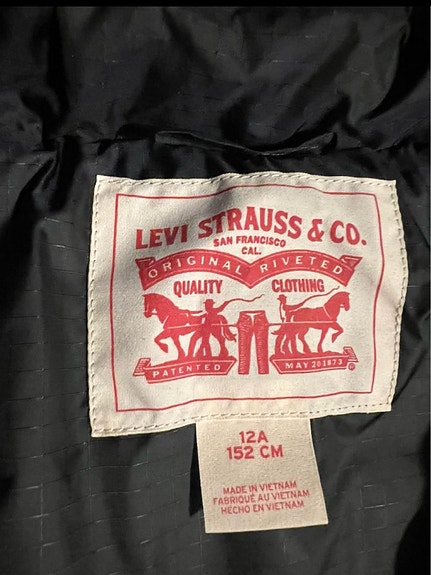 LEVI STRAUSS & CO.
SAN FRANCISCO
CAL.
ORIGINAL RIVETED
QUALITY CLOTHING
PATENTED MAY 20 1873 ®
12A
152 CM
MADE IN VIETNAM
FABRIQUÉ AU VIETNAM
HECHO EN VIETNAM